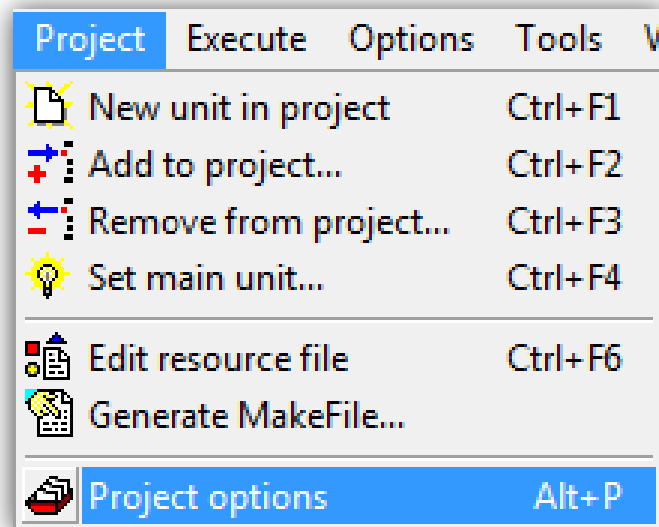 Project Execute Options Tools
New unit in project Ctrl+F1
Add to project... Ctrl+F2
Remove from project... Ctrl+F3
Set main unit... Ctrl+F4
Edit resource file Ctrl+F6
Generate MakeFile...
Project options Alt+P